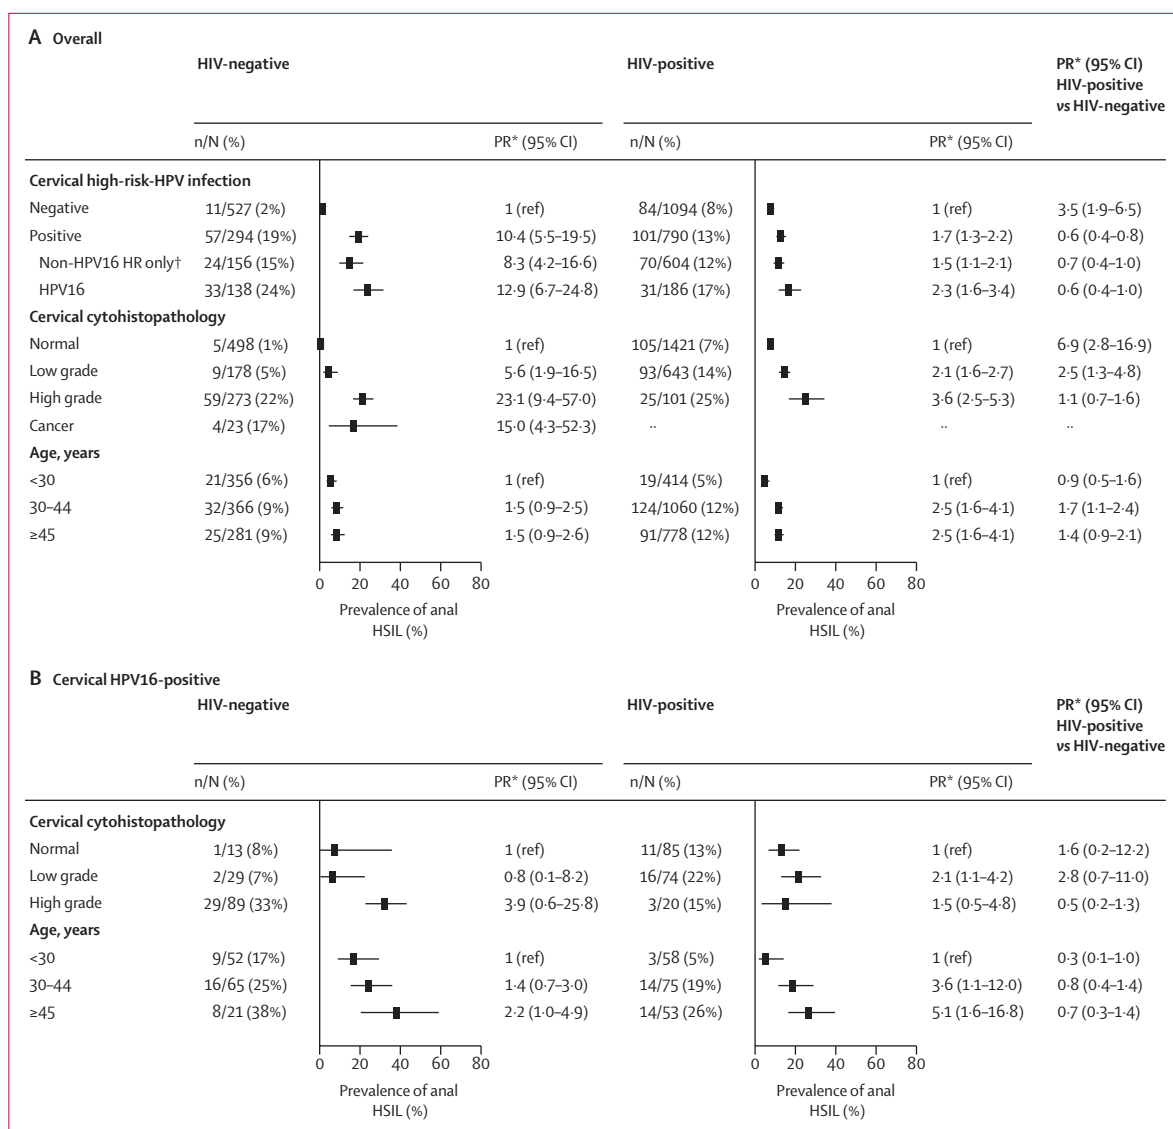 A Overall
HIV-negative HIV-positive PR* (95% CI)
HIV-positive
vs HIV-negative
n/N (%) PR* (95% CI) n/N (%) PR* (95% CI)
Cervical high-risk-HPV infection
Negative 11/527 (2%) 1 (ref) 84/1094 (8%) 1 (ref) 3·5 (1·9–6·5)
Positive 57/294 (19%) 10·4 (5·5–19·5) 101/790 (13%) 1·7 (1·3–2·2) 0·6 (0·4–0·8)
Non-HPV16 HR only† 24/156 (15%) 8·3 (4·2–16·6) 70/604 (12%) 1·5 (1·1–2·1) 0·7 (0·4–1·0)
HPV16 33/138 (24%) 12·9 (6·7–24·8) 31/186 (17%) 2·3 (1·6–3·4) 0·6 (0·4–1·0)
Cervical cytohistopathology
Normal 5/498 (1%) 1 (ref) 105/1421 (7%) 1 (ref) 6·9 (2·8–16·9)
Low grade 9/178 (5%) 5·6 (1·9–16·5) 93/643 (14%) 2·1 (1·6–2·7) 2·5 (1·3–4·8)
High grade 59/273 (22%) 23·1 (9·4–57·0) 25/101 (25%) 3·6 (2·5–5·3) 1·1 (0·7–1·6)
Cancer 4/23 (17%) 15·0 (4·3–52·3) ·· ·· ··
Age, years
<30 21/356 (6%) 1 (ref) 19/414 (5%) 1 (ref) 0·9 (0·5–1·6)
30–44 32/366 (9%) 1·5 (0·9–2·5) 124/1060 (12%) 2·5 (1·6–4·1) 1·7 (1·1–2·4)
≥45 25/281 (9%) 1·5 (0·9–2·6) 91/778 (12%) 2·5 (1·6–4·1) 1·4 (0·9–2·1)
0 20 40 60 80 0 20 40 60 80
Prevalence of anal Prevalence of anal
HSIL (%) HSIL (%)
B Cervical HPV16-positive
HIV-negative HIV-positive PR* (95% CI)
HIV-positive
vs HIV-negative
n/N (%) PR* (95% CI) n/N (%) PR* (95% CI)
Cervical cytohistopathology
Normal 1/13 (8%) 1 (ref) 11/85 (13%) 1 (ref) 1·6 (0·2–12·2)
Low grade 2/29 (7%) 0·8 (0·1–8·2) 16/74 (22%) 2·1 (1·1–4·2) 2·8 (0·7–11·0)
High grade 29/89 (33%) 3·9 (0·6–25·8) 3/20 (15%) 1·5 (0·5–4·8) 0·5 (0·2–1·3)
Age, years
<30 9/52 (17%) 1 (ref) 3/58 (5%) 1 (ref) 0·3 (0·1–1·0)
30–44 16/65 (25%) 1·4 (0·7–3·0) 14/75 (19%) 3·6 (1·1–12·0) 0·8 (0·4–1·4)
≥45 8/21 (38%) 2·2 (1·0–4·9) 14/53 (26%) 5·1 (1·6–16·8) 0·7 (0·3–1·4)
0 20 40 60 80 0 20 40 60 80
Prevalence of anal Prevalence of anal
HSIL (%) HSIL (%)